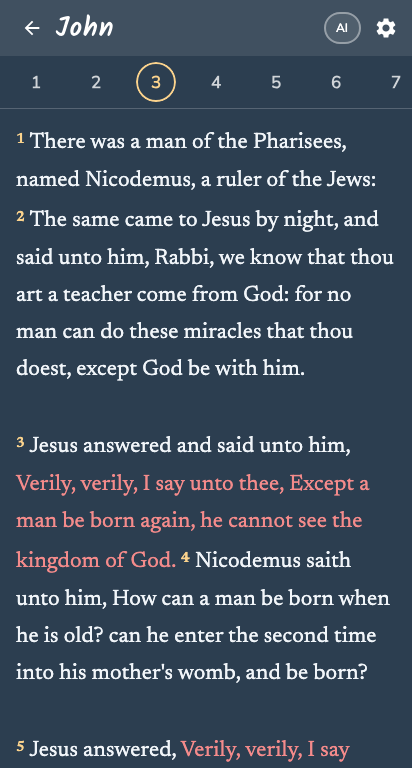 ← John AI
1 2 3 4 5 6 7
1 There was a man of the Pharisees,
named Nicodemus, a ruler of the Jews:
2 The same came to Jesus by night, and
said unto him, Rabbi, we know that thou
art a teacher come from God: for no
man can do these miracles that thou
doest, except God be with him.
3 Jesus answered and said unto him,
Verily, verily, I say unto thee, Except a
man be born again, he cannot see the
kingdom of God. 4 Nicodemus saith
unto him, How can a man be born when
he is old? can he enter the second time
into his mother's womb, and be born?
5 Jesus answered, Verily, verily, I say